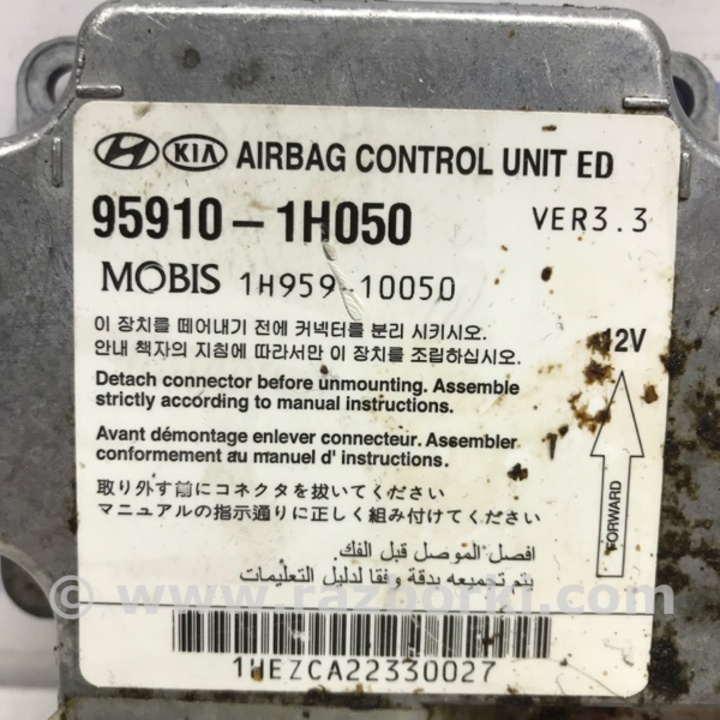 KIA AIRBAG CONTROL UNIT ED
95910-1H050 VER3.3
MOBIS 1H959-10050
이 장치를 떼어내기 전에 커넥터를 분리 시키시오.
안내 책자의 지침에 따라서만 이 장치를 조립하십시오.
12V
Detach connector before unmounting. Assemble
strictly according to manual instructions.
Avant démontage enlever connecteur. Assembler
conformement au manuel d' instructions.
FORWARD
取り外す前にコネクタを抜いてください
マニュアルの指示通りに正しく組み付けてください
افصل الموصل قبل الفك.
يتم تجميعه بدقة و فقا لدليل التعليمات
© www.razborki.com
1HEZCA22330027